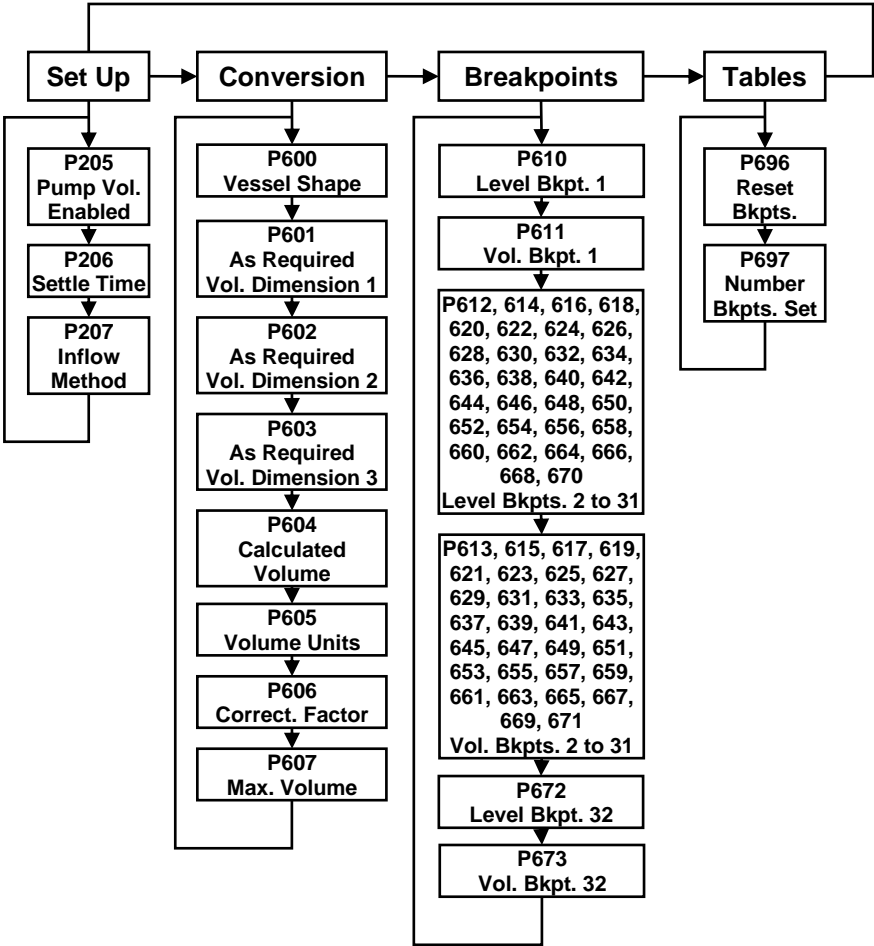 Set Up
Conversion
Breakpoints
Tables
P205
Pump Vol.
Enabled
P206
Settle Time
P207
Inflow
Method
P600
Vessel Shape
P601
As Required
Vol. Dimension 1
P602
As Required
Vol. Dimension 2
P603
As Required
Vol. Dimension 3
P604
Calculated
Volume
P605
Volume Units
P606
Correct. Factor
P607
Max. Volume
P610
Level Bkpt. 1
P611
Vol. Bkpt. 1
P612, 614, 616, 618,
620, 622, 624, 626,
628, 630, 632, 634,
636, 638, 640, 642,
644, 646, 648, 650,
652, 654, 656, 658,
660, 662, 664, 666,
668, 670
Level Bkpts. 2 to 31
P613, 615, 617, 619,
621, 623, 625, 627,
629, 631, 633, 635,
637, 639, 641, 643,
645, 647, 649, 651,
653, 655, 657, 659,
661, 663, 665, 667,
669, 671
Vol. Bkpts. 2 to 31
P672
Level Bkpt. 32
P673
Vol. Bkpt. 32
P696
Reset
Bkpts.
P697
Number
Bkpts. Set